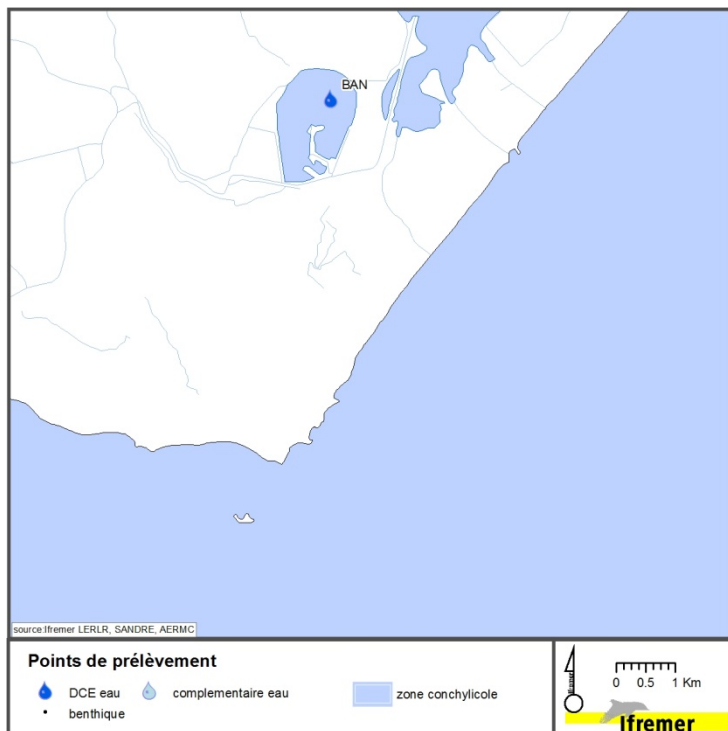 BAN
source:Ifremer LERLR, SANDRE, AERMC
Points de prélèvement
DCE eau
complementaire eau
zone conchylicole
benthique
0 0.5 1 Km
Ifremer